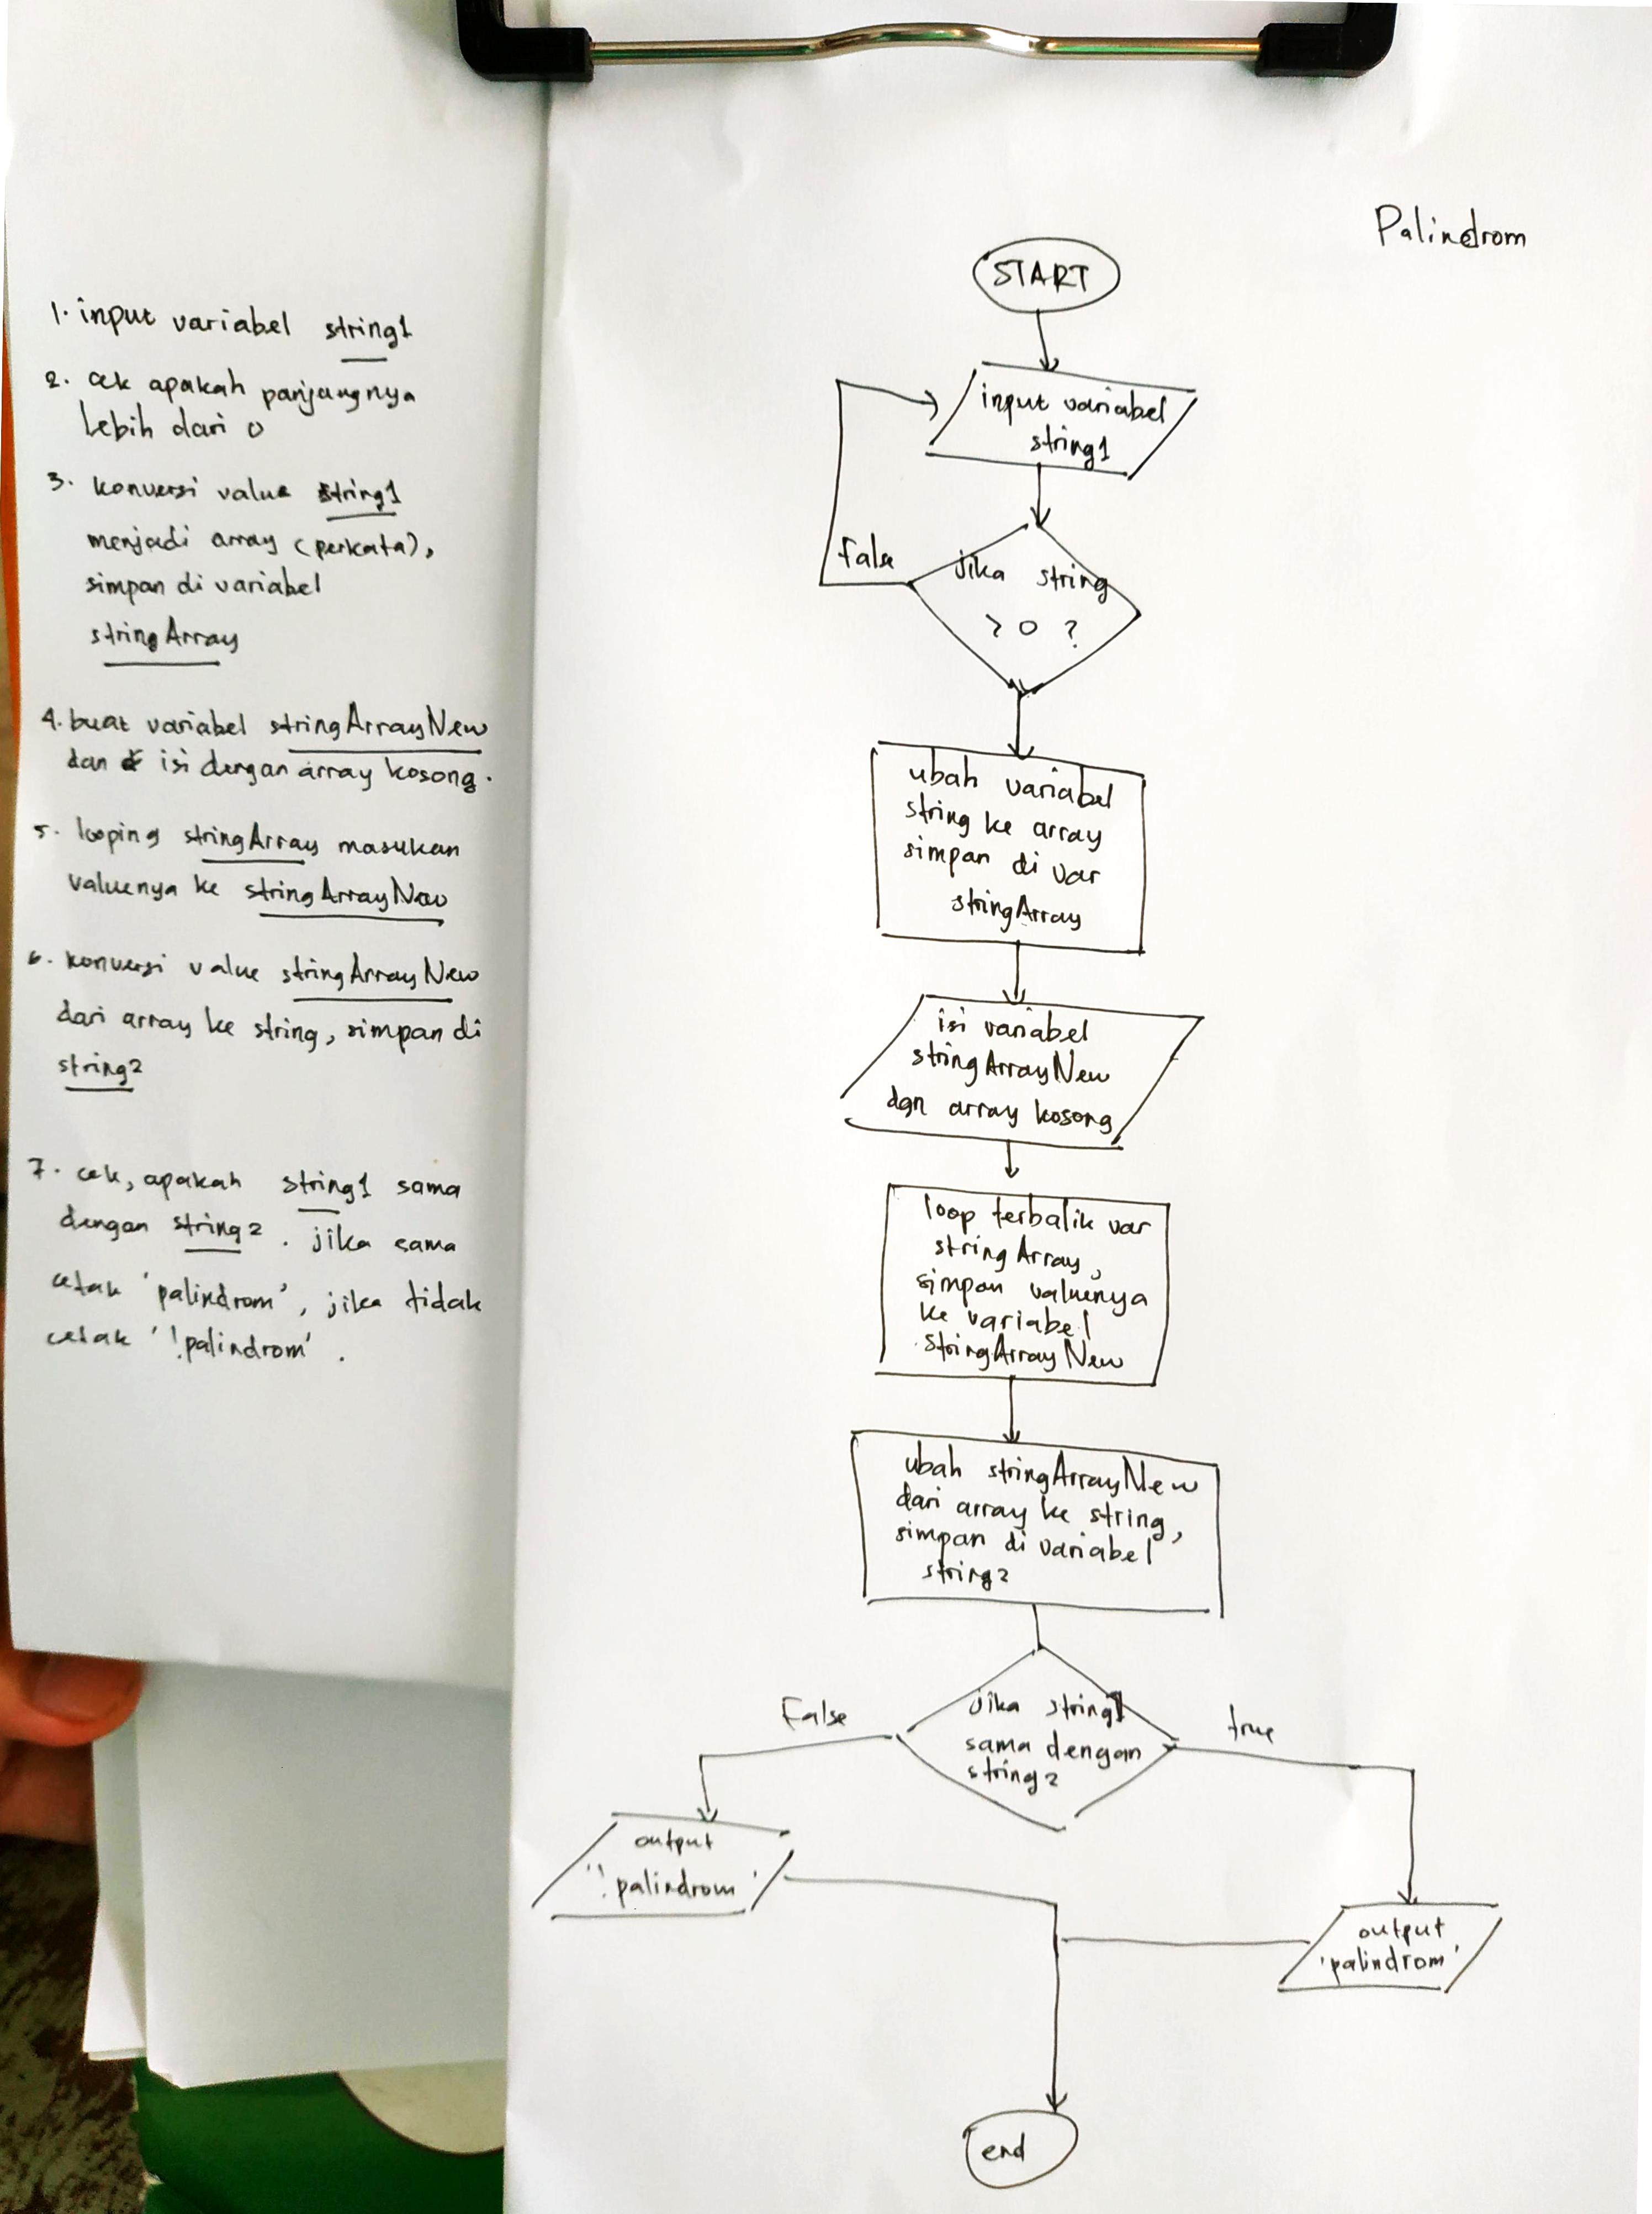 1. input variabel string1
2. cek apakah panjangnya
lebih dari 0
3. konversi value string1
menjadi array (perkata),
simpan di variabel
stringArray
4. buat variabel stringArrayNew
dan isi dengan array kosong.
5. looping stringArray masukan
valuenya ke stringArrayNew
6. konversi value stringArrayNew
dari array ke string, simpan di
string2
7. cek, apakah string1 sama
dengan string2. jika sama
cetak 'palindrom', jika tidak
cetak '!palindrom'.
Palindrom
START
input variabel
string1
false
jika string
> 0 ?
ubah variabel
string ke array
simpan di var
stringArray
isi variabel
stringArrayNew
dgn array kosong
loop terbalik var
stringArray,
simpan valuenya
ke variabel
stringArrayNew
ubah stringArrayNew
dari array ke string,
simpan di variabel
string2
jika string1
sama dengan
string2
False
true
output
'!palindrom'
output
'palindrom'
end